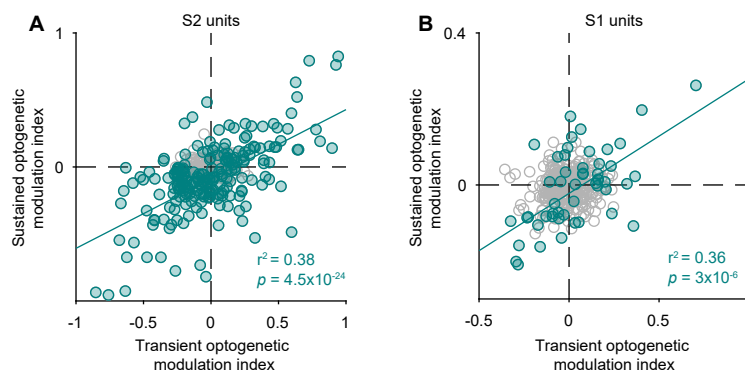 A
S2 units
1
0
-1
Sustained optogenetic
modulation index
r² = 0.38
p = 4.5x10⁻²⁴
-1
-0.5
0
0.5
1
Transient optogenetic
modulation index
B
S1 units
0.4
0
Sustained optogenetic
modulation index
r² = 0.36
p = 3x10⁻⁶
-0.5
0
0.5
Transient optogenetic
modulation index